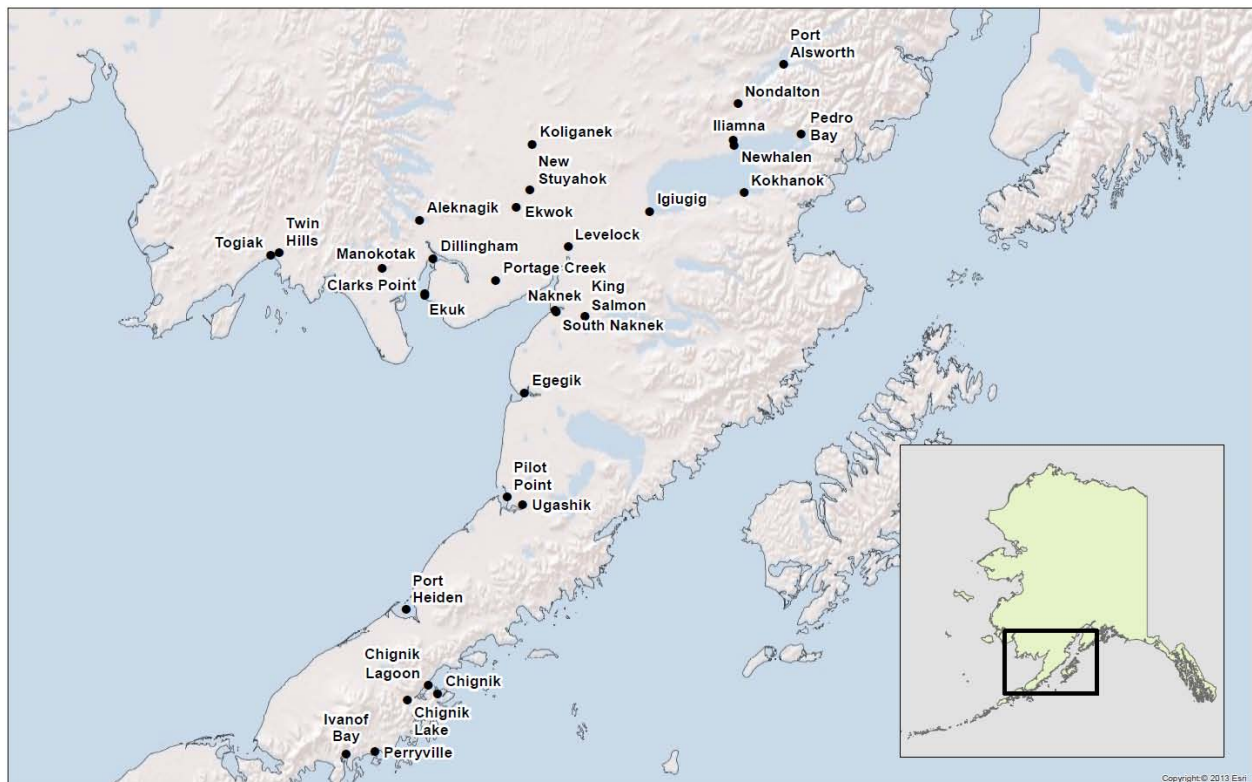 Port
Alsworth
Nondalton
Pedro
Bay
Iliamna
Koliganek
Newhalen
New
Stuyahok
Kokhanok
Igiugig
Ekwok
Aleknagik
Twin
Hills
Togiak
Levelock
Dillingham
Manokotak
Portage Creek
Clarks Point
King
Salmon
Naknek
Ekuk
South Naknek
Egegik
Pilot
Point
Ugashik
Port
Heiden
Chignik
Lagoon
Chignik
Chignik
Lake
Ivanof
Bay
Perryville
Copyright:© 2013 Esri